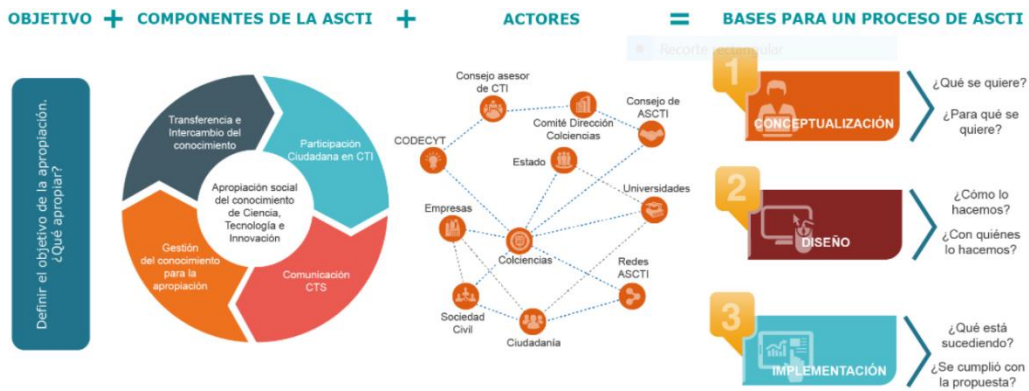 OBJETIVO + COMPONENTES DE LA ASCTI + ACTORES = BASES PARA UN PROCESO DE ASCTI
Definir el objetivo de la apropiación.
¿Qué apropiar?
Transferencia e
Intercambio del
conocimiento
Participación
Ciudadana en CTI
Apropiación social
del conocimiento
de Ciencia,
Tecnología e
Innovación
Gestión
del conocimiento
para la
apropiación
Comunicación
CTS
Consejo asesor
de CTI
Comité Dirección
Colciencias
Consejo de
ASCTI
CODECYT
Estado
Universidades
Empresas
Colciencias
Redes
ASCTI
Sociedad
Civil
Ciudadanía
Recorte rectangular
1
CONCEPTUALIZACIÓN
¿Qué se quiere?
¿Para qué se
quiere?
2
DISEÑO
¿Cómo lo
hacemos?
¿Con quiénes
lo hacemos?
3
IMPLEMENTACIÓN
¿Qué está
sucediendo?
¿Se cumplió con
la propuesta?